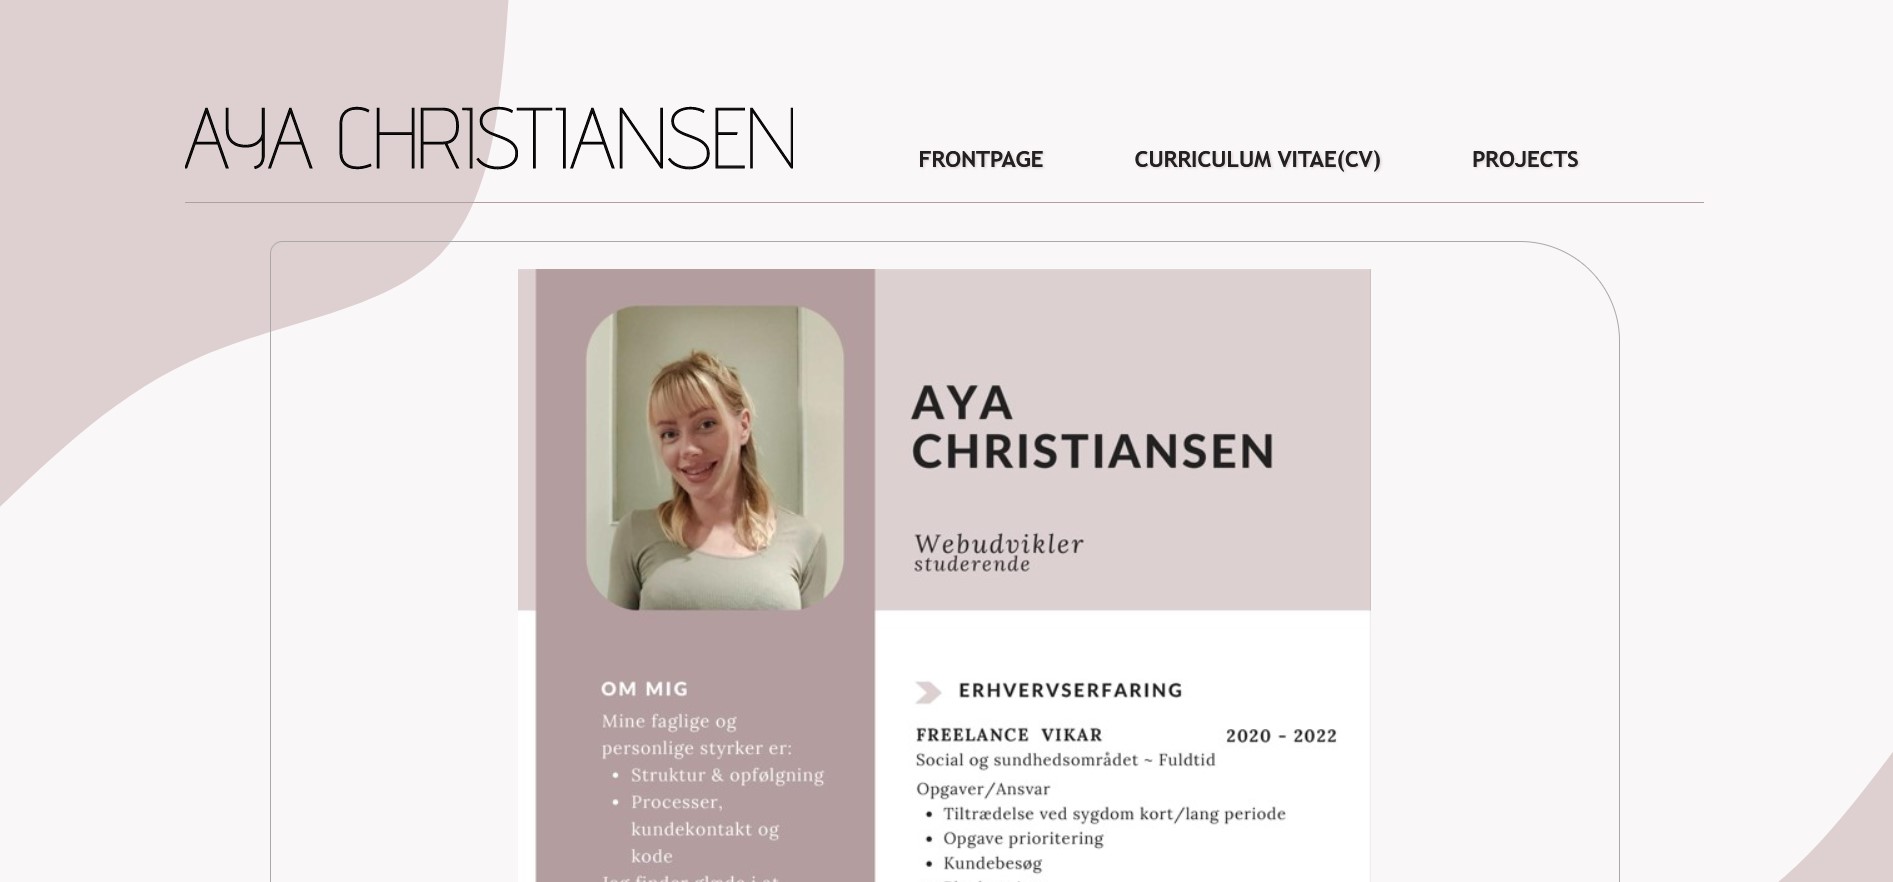 AYA CHRISTIANSEN
FRONTPAGE
CURRICULUM VITAE(CV)
PROJECTS
AYA
CHRISTIANSEN
Webudvikler
studerende
OM MIG
Mine faglige og
personlige styrker er:
• Struktur & opfølgning
• Processer,
kundekontakt og
kode
ERHVERVSERFARING
FREELANCE VIKAR 2020 - 2022
Social og sundhedsområdet ~ Fuldtid
Opgaver/Ansvar
• Tiltrædelse ved sygdom kort/lang periode
• Opgave prioritering
• Kundebesøg